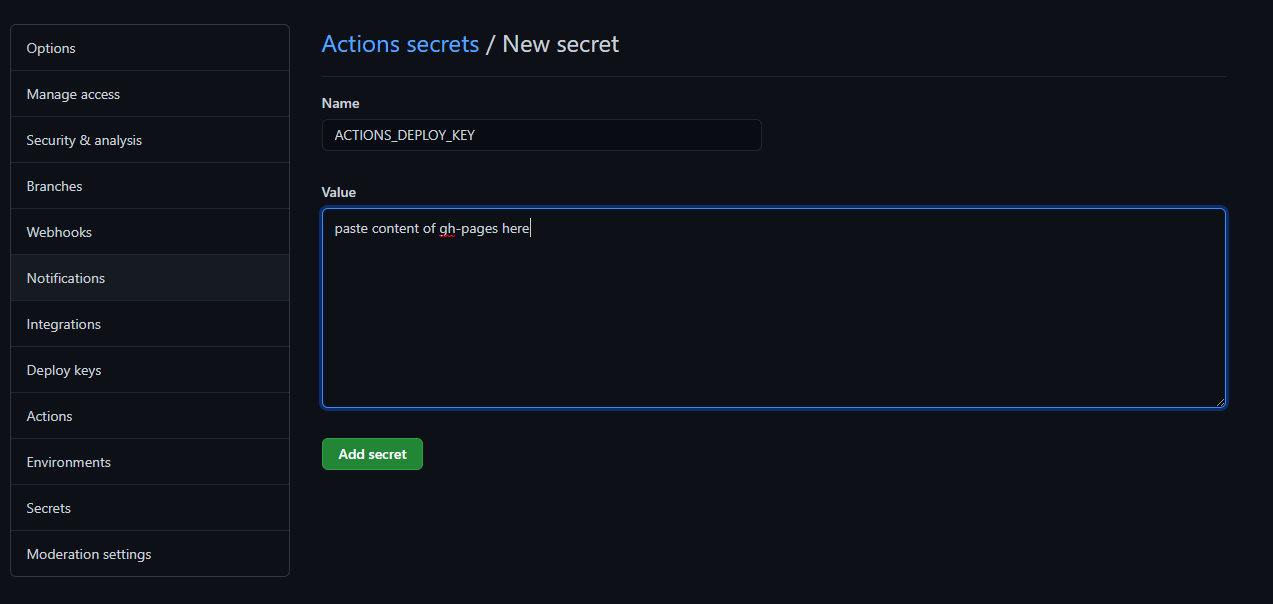 Options
Manage access
Security & analysis
Branches
Webhooks
Notifications
Integrations
Deploy keys
Actions
Environments
Secrets
Moderation settings
Actions secrets / New secret
Name
ACTIONS_DEPLOY_KEY
Value
paste content of gh-pages here
Add secret